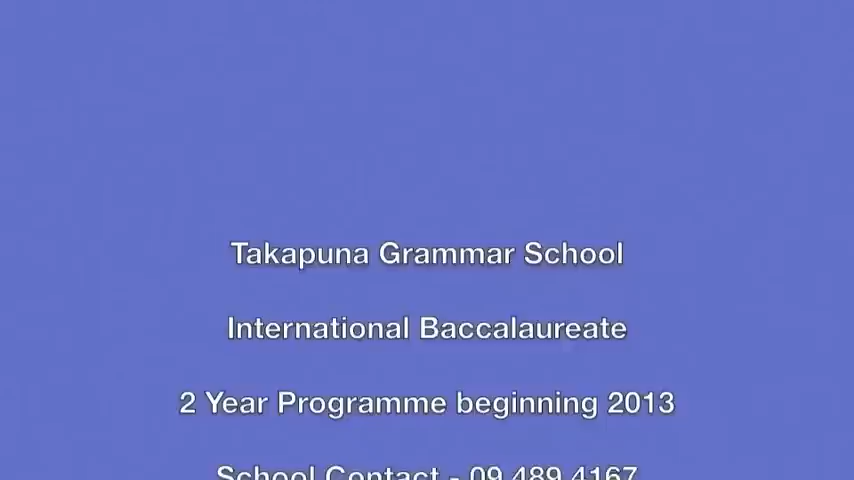 Takapuna Grammar School
International Baccalaureate
2 Year Programme beginning 2013
School Contact - 09 489 4167